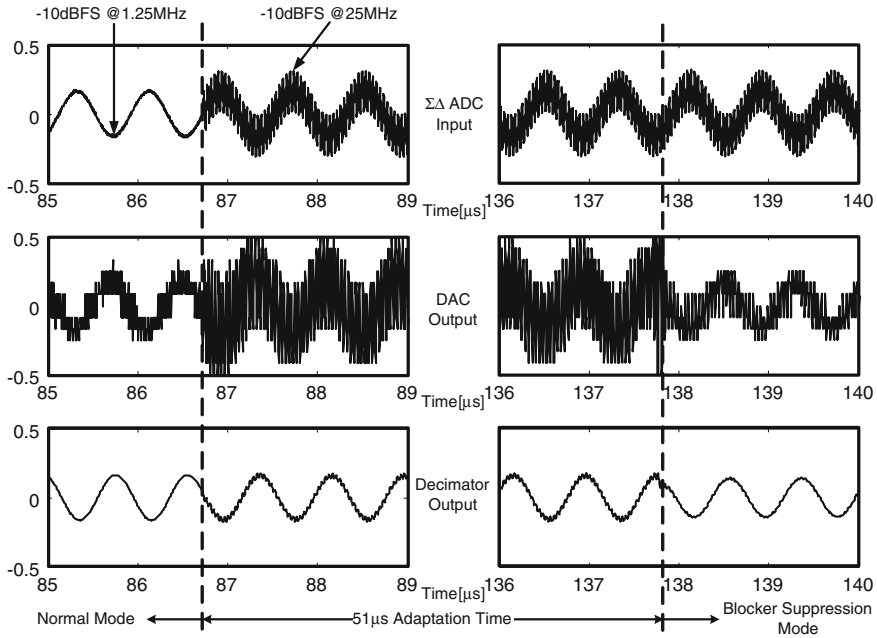 -10dBFS @1.25MHz -10dBFS @25MHz
0.5
0
-0.5
85 86 87 88 89
ΣΔ ADC
Input
136 137 138 139 140
Time[μs]
0.5
0
-0.5
85 86 87 88 89
DAC
Output
136 137 138 139 140
Time[μs]
0.5
0
-0.5
85 86 87 88 89
Decimator
Output
136 137 138 139 140
Time[μs]
Normal Mode 51μs Adaptation Time Blocker Suppression
Mode